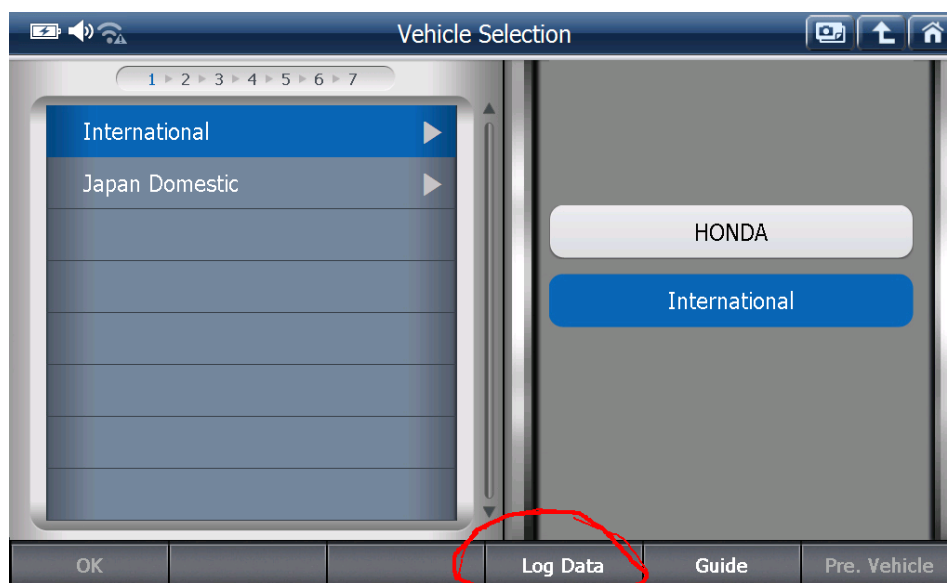 Vehicle Selection
1 2 3 4 5 6 7
International
Japan Domestic
HONDA
International
OK Log Data Guide Pre. Vehicle